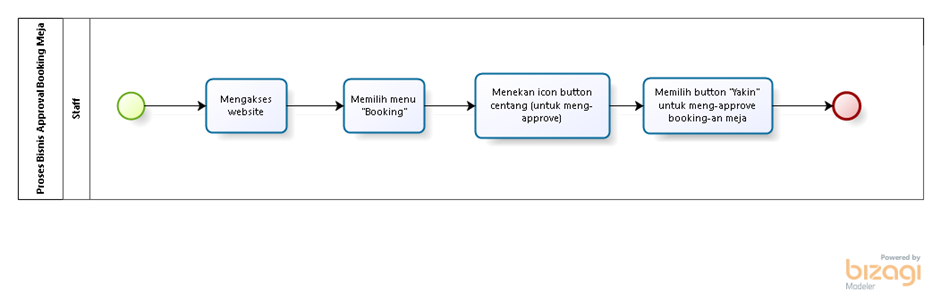 Proses Bisnis Approval Booking Meja
Staff
Mengakses
website
Memilih menu
"Booking"
Menekan icon button
centang (untuk meng-
approve)
Memilih button "Yakin"
untuk meng-approve
booking-an meja
Powered by
bizagi
Modeler